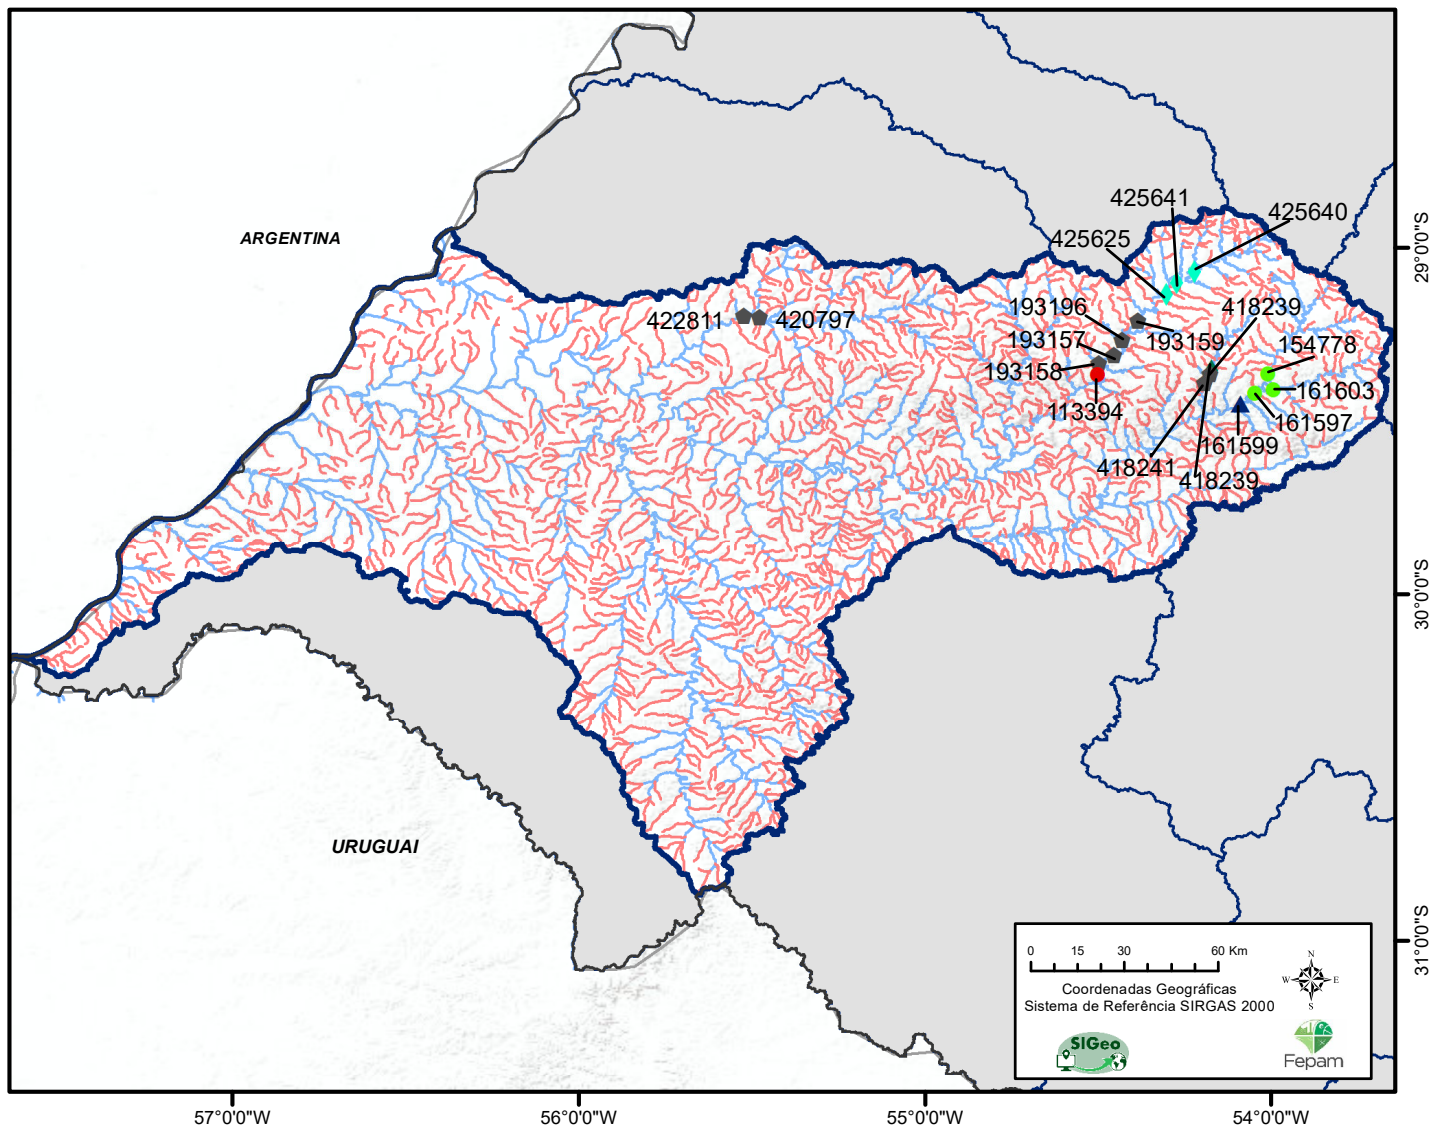 425641
425640
425625
ARGENTINA
29°0'0"S
193196
418239
422811
420797
193157
193159
154778
193158
161603
113394
161597
161599
418241
418239
30°0'0"S
URUGUAI
31°0'0"S
0 15 30 60 Km
N
W E
S
Coordenadas Geográficas
Sistema de Referência SIRGAS 2000
SIGeo
Fepam
57°0'0"W
56°0'0"W
55°0'0"W
54°0'0"W